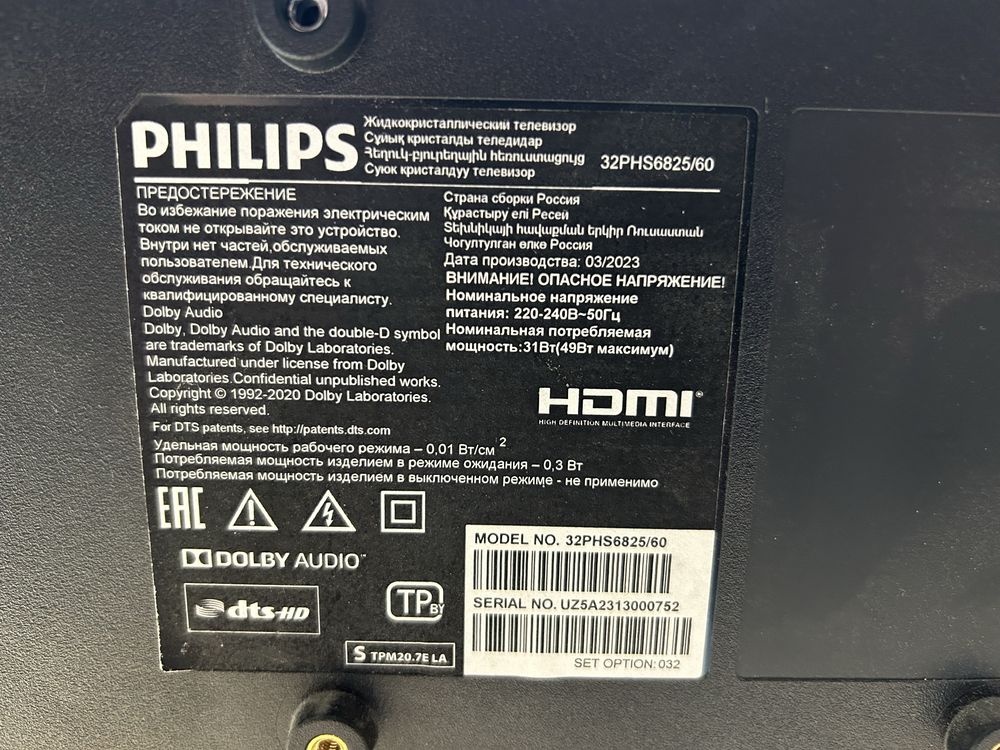 PHILIPS
Жидкокристаллический телевизор
Сұйық кристалды теледидар
Հեղուկ-բյուրեղային հեռուստացույց
Суюк кристалдуу телевизор
32PHS6825/60
ПРЕДОСТЕРЕЖЕНИЕ
Во избежание поражения электрическим
током не открывайте это устройство.
Внутри нет частей,обслуживаемых
пользователем.Для технического
обслуживания обращайтесь к
квалифицированному специалисту.
Dolby Audio
Dolby, Dolby Audio and the double-D symbol
are trademarks of Dolby Laboratories.
Manufactured under license from Dolby
Laboratories.Confidential unpublished works.
Copyright © 1992-2020 Dolby Laboratories.
All rights reserved.
For DTS patents, see http://patents.dts.com
Страна сборки Россия
Құрастыру елі Ресей
Տեխնիկայի հավաքման երկիր Ռուսաստան
Чогултулган өлкө Россия
Дата производства: 03/2023
ВНИМАНИЕ! ОПАСНОЕ НАПРЯЖЕНИЕ!
Номинальное напряжение
питания: 220-240В~50Гц
Номинальная потребляемая
мощность:31Вт(49Вт максимум)
HDMI®
HIGH DEFINITION MULTIMEDIA INTERFACE
Удельная мощность рабочего режима – 0,01 Вт/см²
Потребляемая мощность изделием в режиме ожидания – 0,3 Вт
Потребляемая мощность изделием в выключенном режиме - не применимо
EAC
DOLBY AUDIO™
dts-HD
TP BY
S TPM20.7E LA
MODEL NO. 32PHS6825/60
SERIAL NO. UZ5A2313000752
SET OPTION: 032